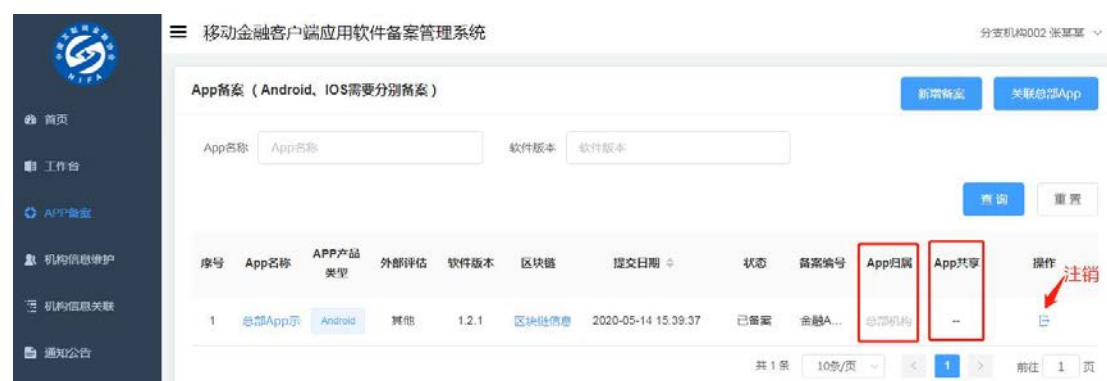 移动金融客户端应用软件备案管理系统
分支机构002 张某某
NIFA
首页
工作台
APP备案
机构信息维护
机构信息关联
通知公告
App备案（Android、IOS需要分别备案）
新增备案
关联总部App
App名称 App名称
软件版本 软件版本
查询
重置
序号 App名称 APP产品类型 外部评估 软件版本 区块链 提交日期 状态 备案编号 App归属 App共享 操作
注销
1 总部App示 Android 其他 1.2.1 区块链信息 2020-05-14 15:39:37 已备案 金融A... 总部机构 --
共 1 条 10条/页 < 1 > 前往 1 页